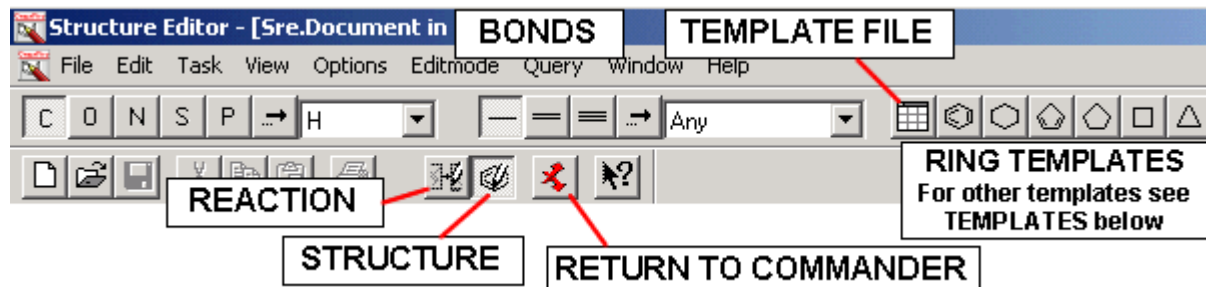 Structure Editor - [Sre.Document in
BONDS
TEMPLATE FILE
File Edit Task View Options Editmode Query Window Help
C O N S P H Any
RING TEMPLATES
For other templates see
TEMPLATES below
REACTION
STRUCTURE
RETURN TO COMMANDER